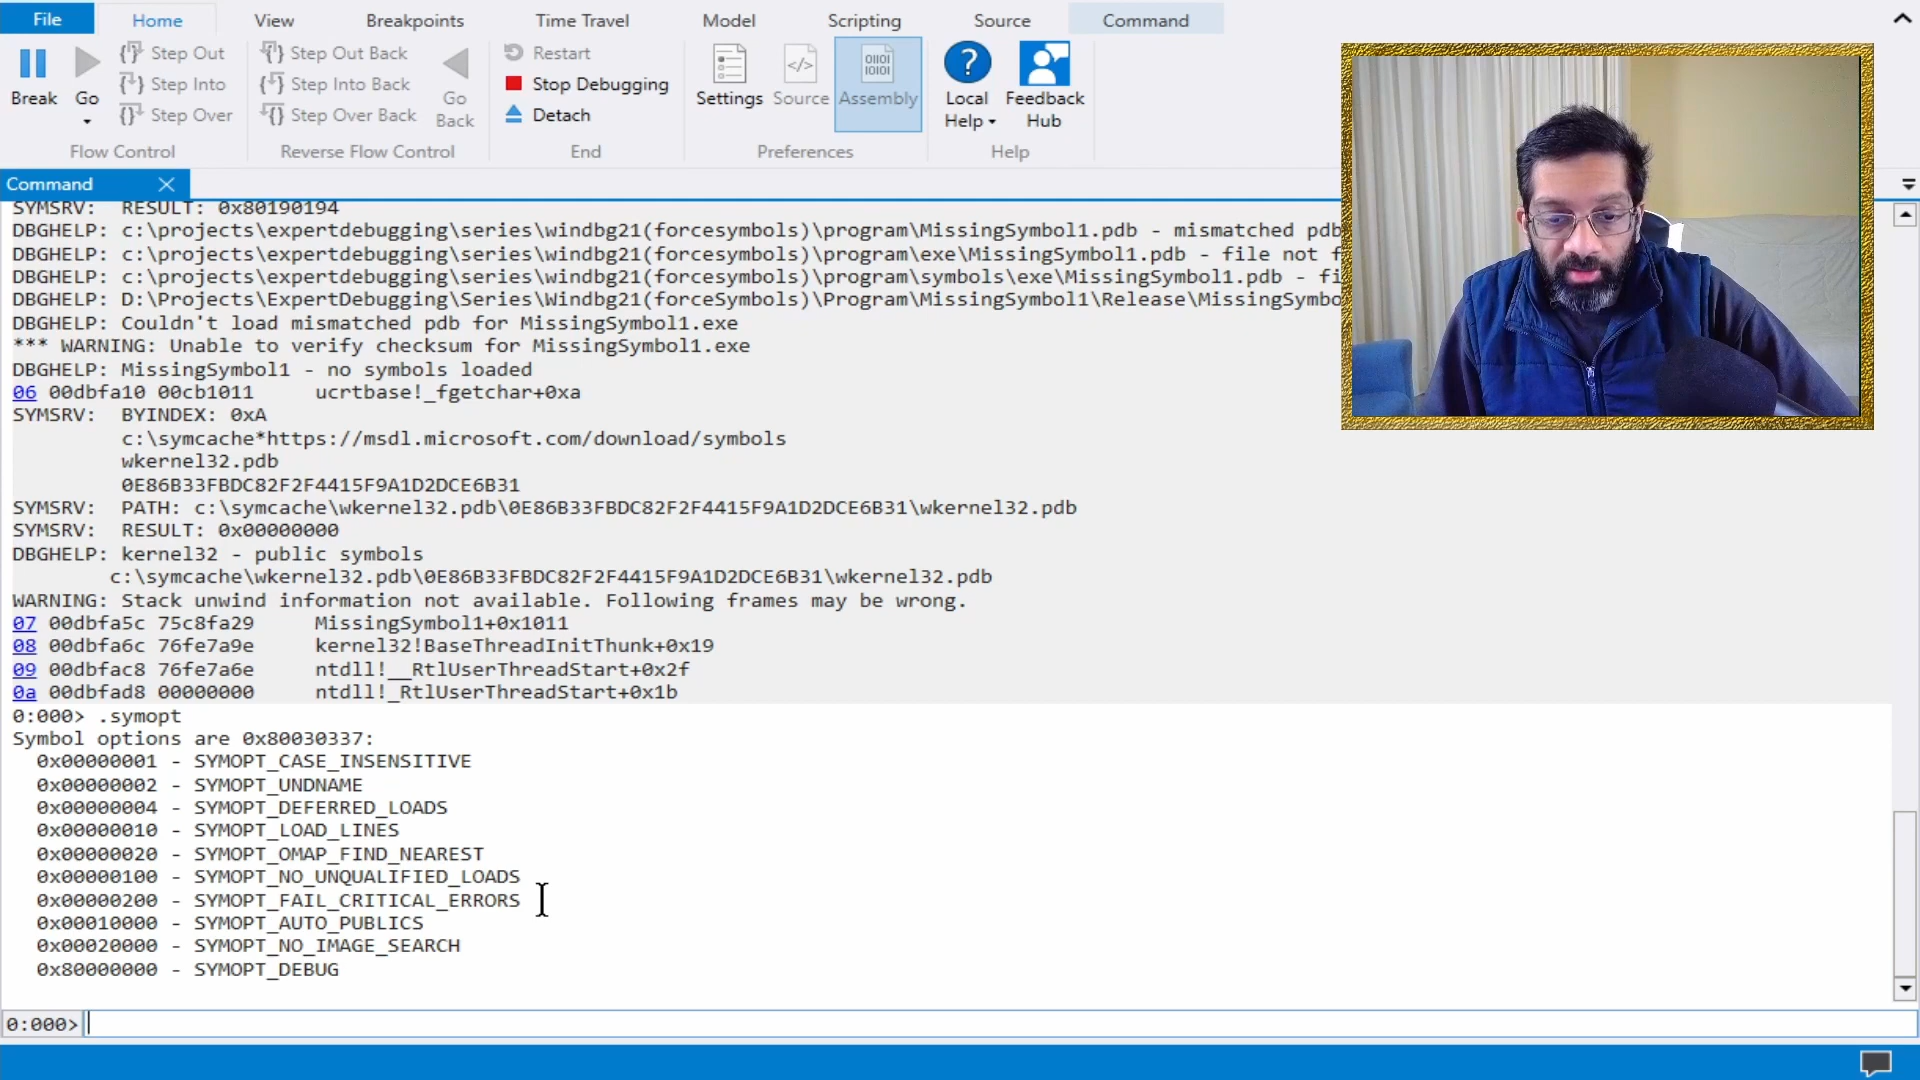 File Home View Breakpoints Time Travel Model Scripting Source Command
Break
Go
Step Out
Step Into
Step Over
Flow Control
Step Out Back
Step Into Back
Step Over Back
Go
Back
Reverse Flow Control
Restart
Stop Debugging
Detach
End
Settings
Source
Assembly
Preferences
Local
Help
Feedback
Hub
Help
Command
SYMSRV:  RESULT: 0x80190194
DBGHELP: c:\projects\expertdebugging\series\windbg21(forcesymbols)\program\MissingSymbol1.pdb - mismatched pdb
DBGHELP: c:\projects\expertdebugging\series\windbg21(forcesymbols)\program\exe\MissingSymbol1.pdb - file not f
DBGHELP: c:\projects\expertdebugging\series\windbg21(forcesymbols)\program\symbols\exe\MissingSymbol1.pdb - fi
DBGHELP: D:\Projects\ExpertDebugging\Series\Windbg21(forceSymbols)\Program\MissingSymbol1\Release\MissingSymbo
DBGHELP: Couldn't load mismatched pdb for MissingSymbol1.exe
*** WARNING: Unable to verify checksum for MissingSymbol1.exe
DBGHELP: MissingSymbol1 - no symbols loaded
06 00dbfa10 00cb1011     ucrtbase!_fgetchar+0xa
SYMSRV:  BYINDEX: 0xA
c:\symcache*https://msdl.microsoft.com/download/symbols
wkernel32.pdb
0E86B33FBDC82F2F4415F9A1D2DCE6B31
SYMSRV:  PATH: c:\symcache\wkernel32.pdb\0E86B33FBDC82F2F4415F9A1D2DCE6B31\wkernel32.pdb
SYMSRV:  RESULT: 0x00000000
DBGHELP: kernel32 - public symbols
c:\symcache\wkernel32.pdb\0E86B33FBDC82F2F4415F9A1D2DCE6B31\wkernel32.pdb
WARNING: Stack unwind information not available. Following frames may be wrong.
07 00dbfa5c 75c8fa29     MissingSymbol1+0x1011
08 00dbfa6c 76fe7a9e     kernel32!BaseThreadInitThunk+0x19
09 00dbfac8 76fe7a6e     ntdll!__RtlUserThreadStart+0x2f
0a 00dbfad8 00000000     ntdll!_RtlUserThreadStart+0x1b
0:000> .symopt
Symbol options are 0x80030337:
0x00000001 - SYMOPT_CASE_INSENSITIVE
0x00000002 - SYMOPT_UNDNAME
0x00000004 - SYMOPT_DEFERRED_LOADS
0x00000010 - SYMOPT_LOAD_LINES
0x00000020 - SYMOPT_OMAP_FIND_NEAREST
0x00000100 - SYMOPT_NO_UNQUALIFIED_LOADS
0x00000200 - SYMOPT_FAIL_CRITICAL_ERRORS
0x00010000 - SYMOPT_AUTO_PUBLICS
0x00020000 - SYMOPT_NO_IMAGE_SEARCH
0x80000000 - SYMOPT_DEBUG
0:000>